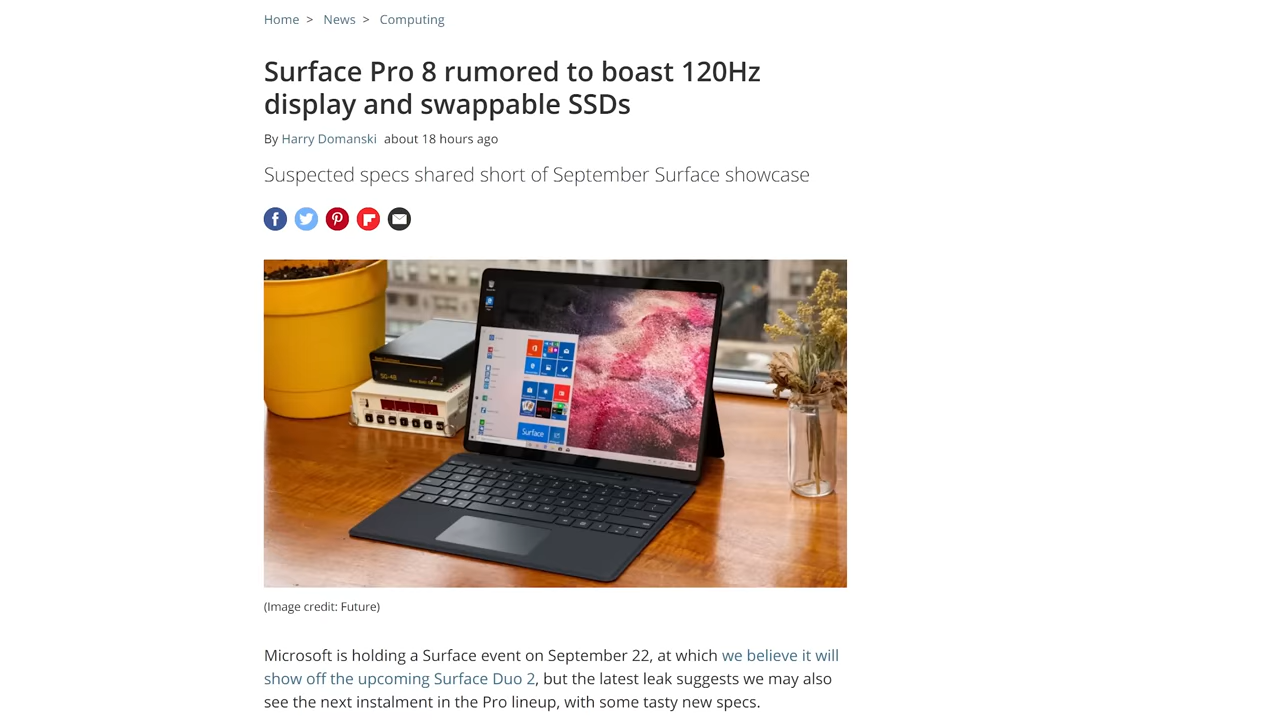 Home > News > Computing
Surface Pro 8 rumored to boast 120Hz
display and swappable SSDs
By Harry Domanski about 18 hours ago
Suspected specs shared short of September Surface showcase
Surface
(Image credit: Future)
Microsoft is holding a Surface event on September 22, at which we believe it will
show off the upcoming Surface Duo 2, but the latest leak suggests we may also
see the next instalment in the Pro lineup, with some tasty new specs.